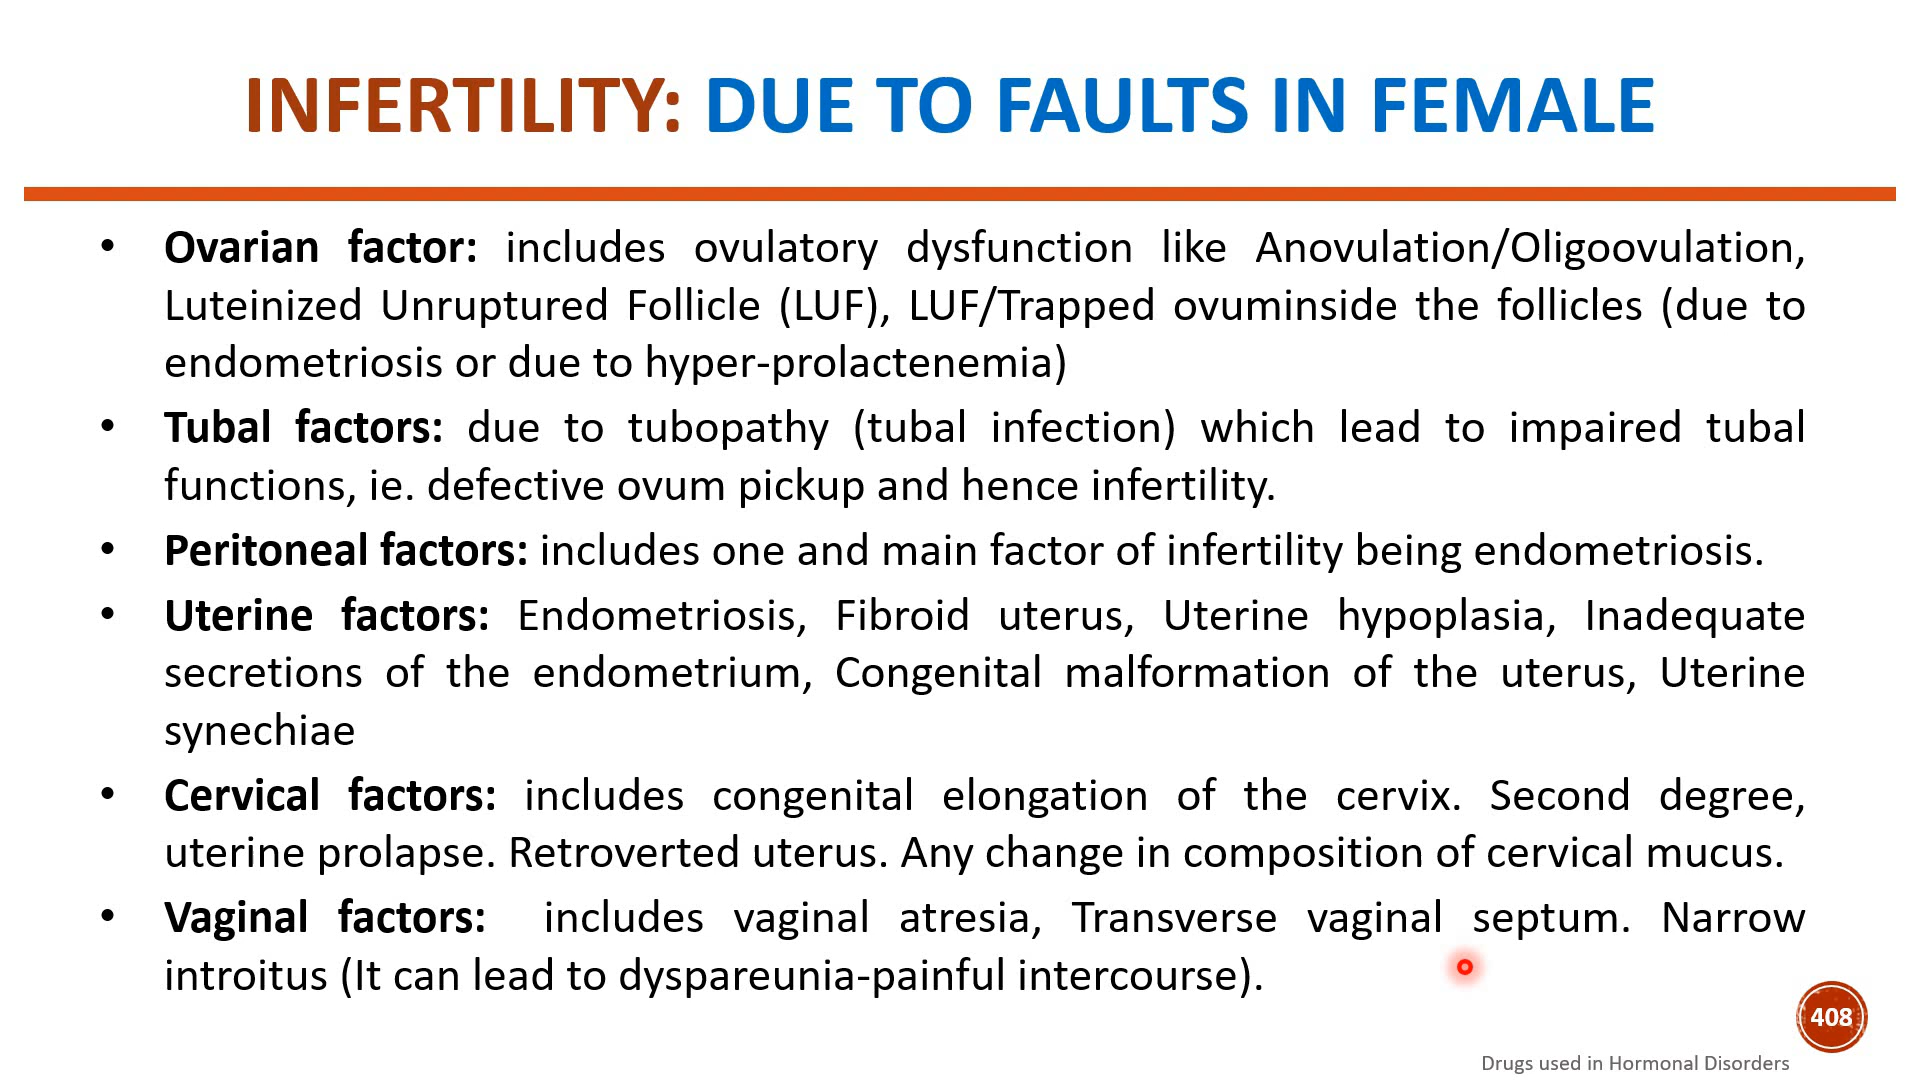 INFERTILITY: DUE TO FAULTS IN FEMALE
• Ovarian factor: includes ovulatory dysfunction like Anovulation/Oligoovulation,
Luteinized Unruptured Follicle (LUF), LUF/Trapped ovuminside the follicles (due to
endometriosis or due to hyper-prolactenemia)
• Tubal factors: due to tubopathy (tubal infection) which lead to impaired tubal
functions, ie. defective ovum pickup and hence infertility.
• Peritoneal factors: includes one and main factor of infertility being endometriosis.
• Uterine factors: Endometriosis, Fibroid uterus, Uterine hypoplasia, Inadequate
secretions of the endometrium, Congenital malformation of the uterus, Uterine
synechiae
• Cervical factors: includes congenital elongation of the cervix. Second degree,
uterine prolapse. Retroverted uterus. Any change in composition of cervical mucus.
• Vaginal factors: includes vaginal atresia, Transverse vaginal septum. Narrow
introitus (It can lead to dyspareunia-painful intercourse).
408
Drugs used in Hormonal Disorders